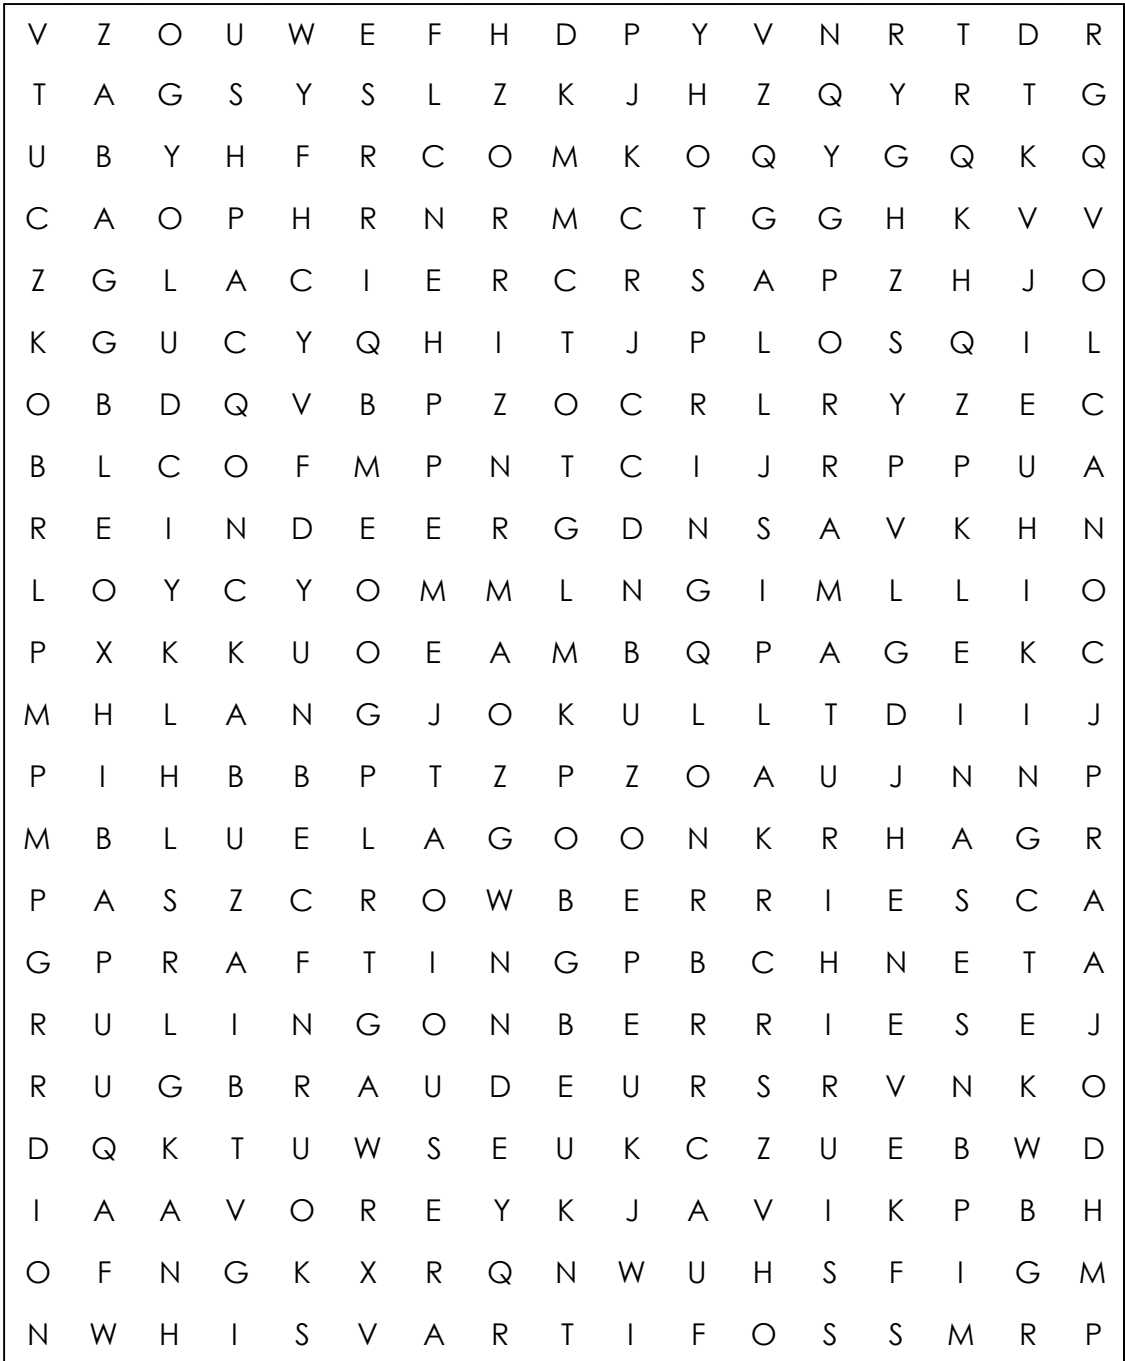 V Z O U W E F H D P Y V N R T D R
T A G S Y S L Z K J H Z Q Y R T G
U B Y H F R C O M K O Q Y G Q K Q
C A O P H R N R M C T G G H K V V
Z G L A C I E R C R S A P Z H J O
K G U C Y Q H I T J P L O S Q I L
O B D Q V B P Z O C R L R Y Z E C
B L C O F M P N T C I J R P P U A
R E I N D E E R G D N S A V K H N
L O Y C Y O M M L N G I M L L I O
P X K K U O E A M B Q P A G E K C
M H L A N G J O K U L L T D I I J
P I H B B P T Z P Z O A U J N N P
M B L U E L A G O O N K R H A G R
P A S Z C R O W B E R R I E S C A
G P R A F T I N G P B C H N E T A
R U L I N G O N B E R R I E S E J
R U G B R A U D E U R S R V N K O
D Q K T U W S E U K C Z U E B W D
I A A V O R E Y K J A V I K P B H
O F N G K X R Q N W U H S F I G M
N W H I S V A R T I F O S S M R P